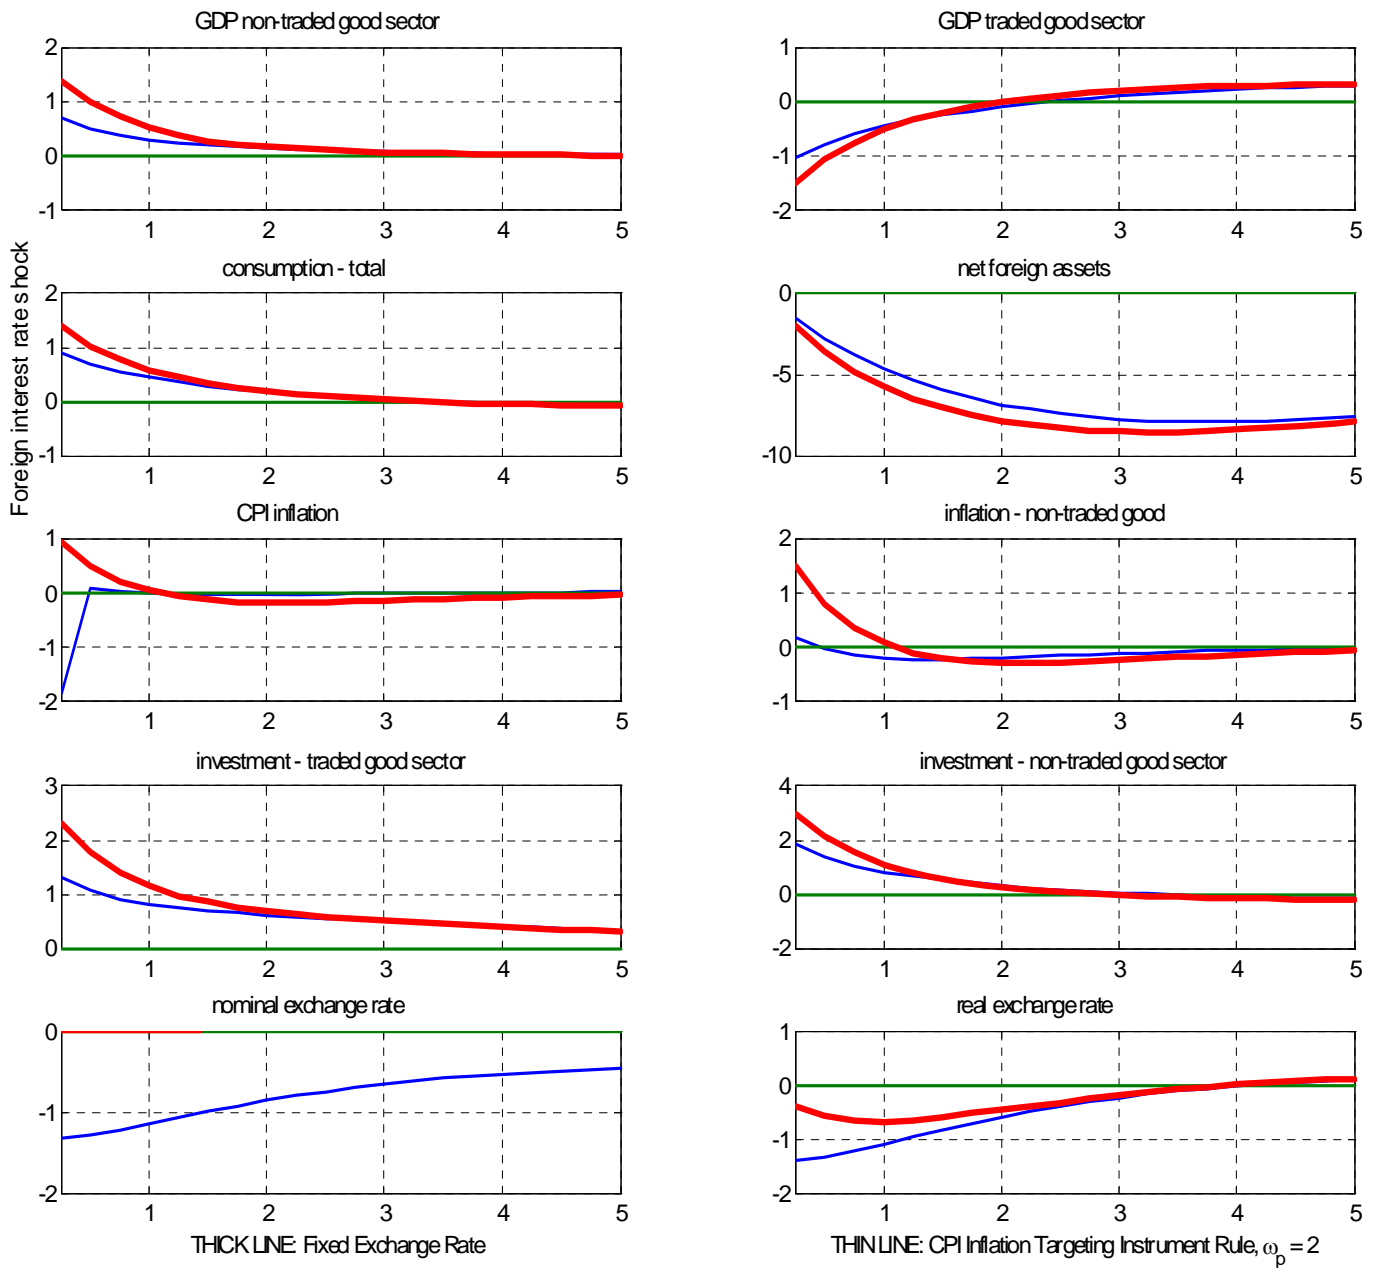 GDP non-traded good sector
GDP traded good sector
2
1
0
-1
1 2 3 4 5
1
0
-1
-2
1 2 3 4 5
Foreign interest rate shock
consumption - total
net foreign assets
2
1
0
-1
1 2 3 4 5
0
-5
-10
1 2 3 4 5
CPI inflation
inflation - non-traded good
1
0
-1
-2
1 2 3 4 5
2
1
0
-1
1 2 3 4 5
investment - traded good sector
investment - non-traded good sector
3
2
1
0
1 2 3 4 5
4
2
0
-2
1 2 3 4 5
nominal exchange rate
real exchange rate
0
-1
-2
1 2 3 4 5
1
0
-1
-2
1 2 3 4 5
THICK LINE: Fixed Exchange Rate
THIN LINE: CPI Inflation Targeting Instrument Rule, ω_p = 2